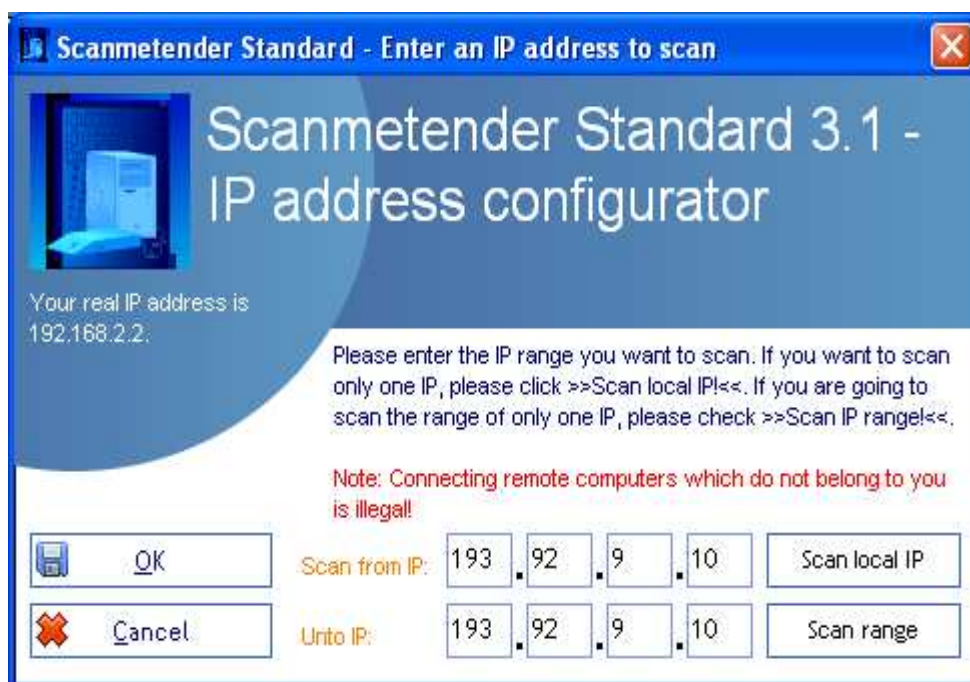 Scanmetender Standard - Enter an IP address to scan
Scanmetender Standard 3.1 -
IP address configurator
Your real IP address is
192.168.2.2.
Please enter the IP range you want to scan. If you want to scan
only one IP, please click >>Scan local IP!<<. If you are going to
scan the range of only one IP, please check >>Scan IP range!<<.
Note: Connecting remote computers which do not belong to you
is illegal!
OK
Scan from IP: 193 . 92 . 9 . 10 Scan local IP
Cancel
Unto IP: 193 . 92 . 9 . 10 Scan range